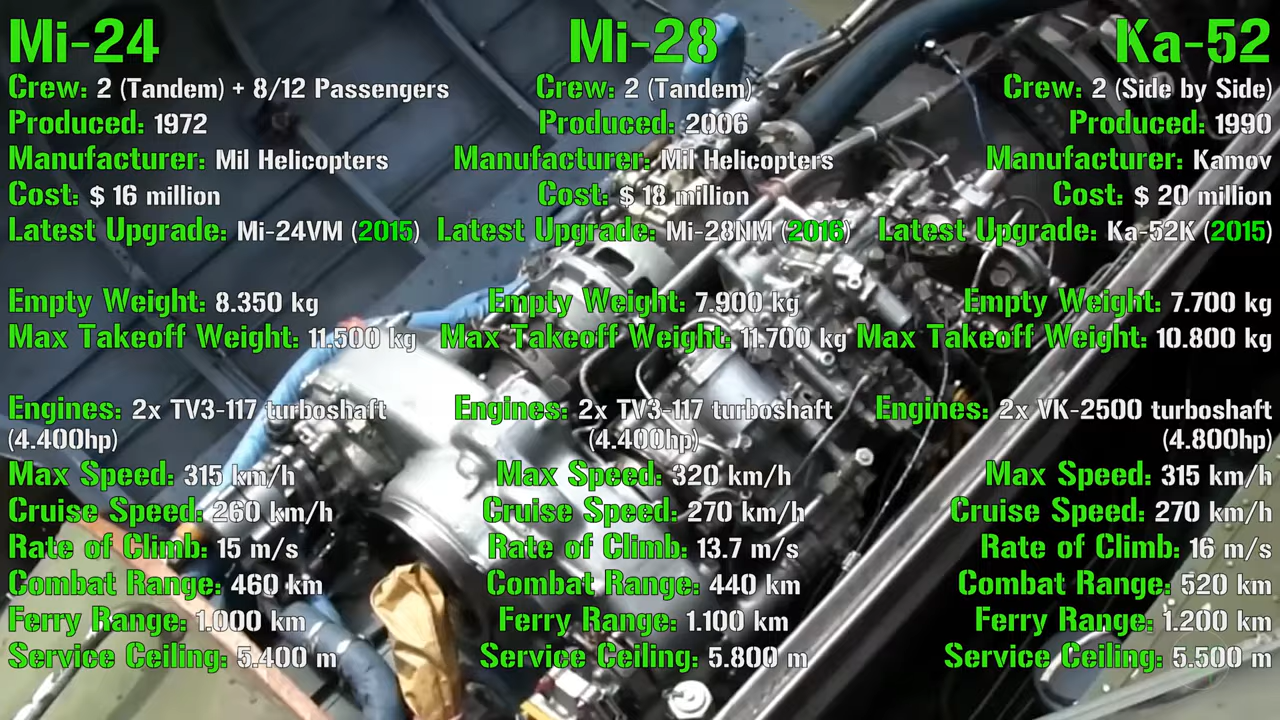 Mi-24
Crew: 2 (Tandem) + 8/12 Passengers
Produced: 1972
Manufacturer: Mil Helicopters
Cost: $ 16 million
Latest Upgrade: Mi-24VM (2015)
Empty Weight: 8.350 kg
Max Takeoff Weight: 11.500 kg
Engines: 2x TV3-117 turboshaft
(4.400hp)
Max Speed: 315 km/h
Cruise Speed: 260 km/h
Rate of Climb: 15 m/s
Combat Range: 460 km
Ferry Range: 1.000 km
Service Ceiling: 5.400 m
Mi-28
Crew: 2 (Tandem)
Produced: 2006
Manufacturer: Mil Helicopters
Cost: $ 18 million
Latest Upgrade: Mi-28NM (2016)
Empty Weight: 7.900 kg
Max Takeoff Weight: 11.700 kg
Engines: 2x TV3-117 turboshaft
(4.400hp)
Max Speed: 320 km/h
Cruise Speed: 270 km/h
Rate of Climb: 13.7 m/s
Combat Range: 440 km
Ferry Range: 1.100 km
Service Ceiling: 5.800 m
Ka-52
Crew: 2 (Side by Side)
Produced: 1990
Manufacturer: Kamov
Cost: $ 20 million
Latest Upgrade: Ka-52K (2015)
Empty Weight: 7.700 kg
Max Takeoff Weight: 10.800 kg
Engines: 2x VK-2500 turboshaft
(4.800hp)
Max Speed: 315 km/h
Cruise Speed: 270 km/h
Rate of Climb: 16 m/s
Combat Range: 520 km
Ferry Range: 1.200 km
Service Ceiling: 5.500 m